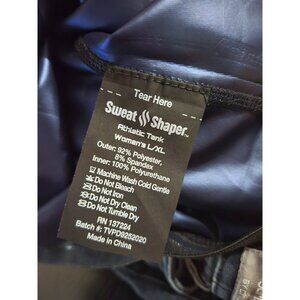 Tear Here
Sweat Shaper™
Athletic Tank
Women's L/XL
Outer: 92% Polyester,
8% Spandex
Inner: 100% Polyurethane
Machine Wash Cold Gentle
Do Not Bleach
Do Not Iron
Do Not Dry Clean
Do Not Tumble Dry
RN 137224
Batch #: TVPD9252020
Made in China